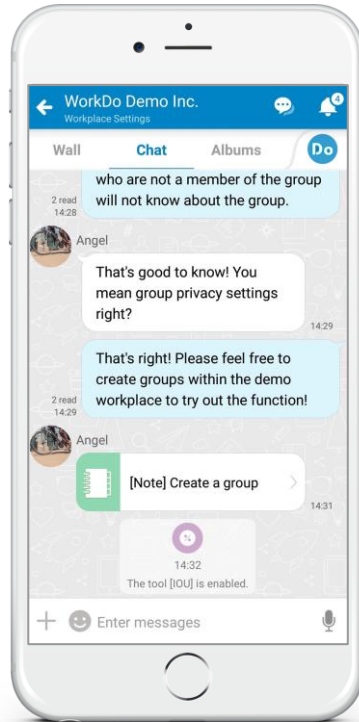 WorkDo Demo Inc.
4
Workplace Settings
Wall
Chat
Albums
Do
who are not a member of the group
will not know about the group.
2 read
14:28
Angel
That's good to know! You
mean group privacy settings
right?
14:29
That's right! Please feel free to
create groups within the demo
workplace to try out the function!
2 read
14:29
Angel
[Note] Create a group
14:31
%
14:32
The tool [IOU] is enabled.
Enter messages